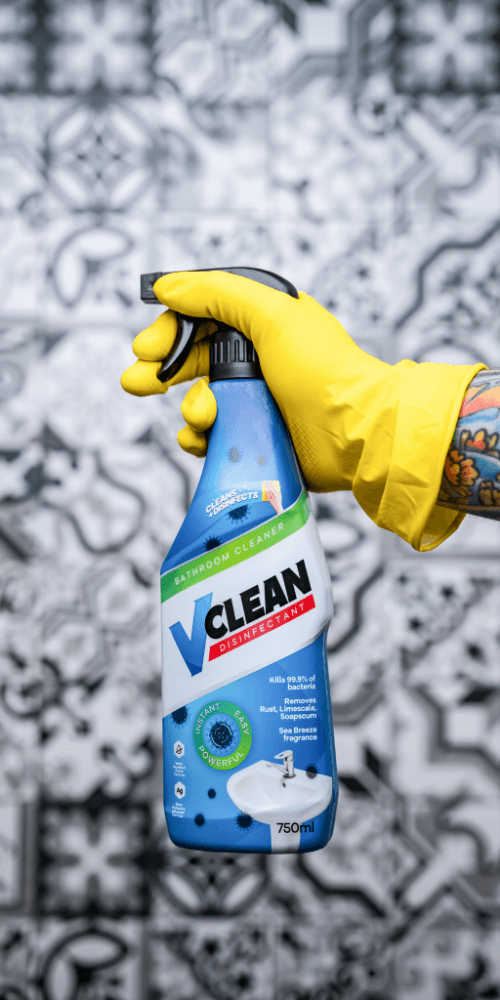 CLEANS
+DISINFECTS
BATHROOM CLEANER
VCLEAN
DISINFECTANT
Kills 99.9% of
bacteria
Removes
Rust, Limescale,
Soapscum
Sea Breeze
fragrance
INSTANT EASY
POWERFUL
Ag
750ml